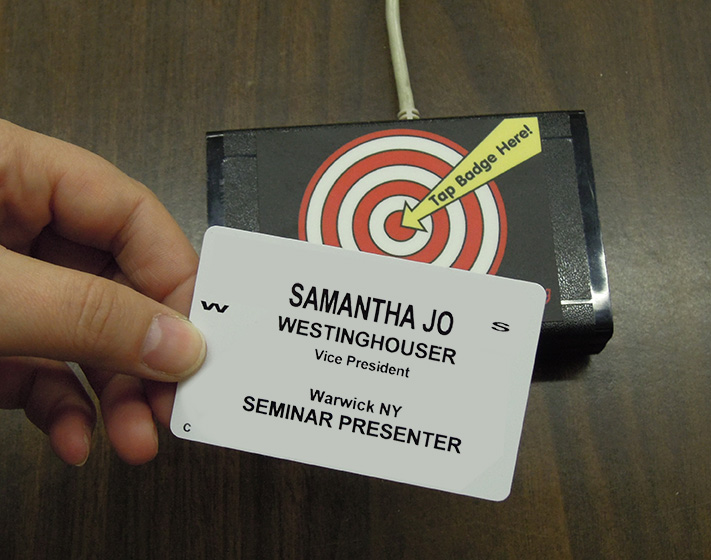 Tap Badge Here!
SAMANTHA JO
W
S
WESTINGHOUSER
Vice President
Warwick NY
SEMINAR PRESENTER
C